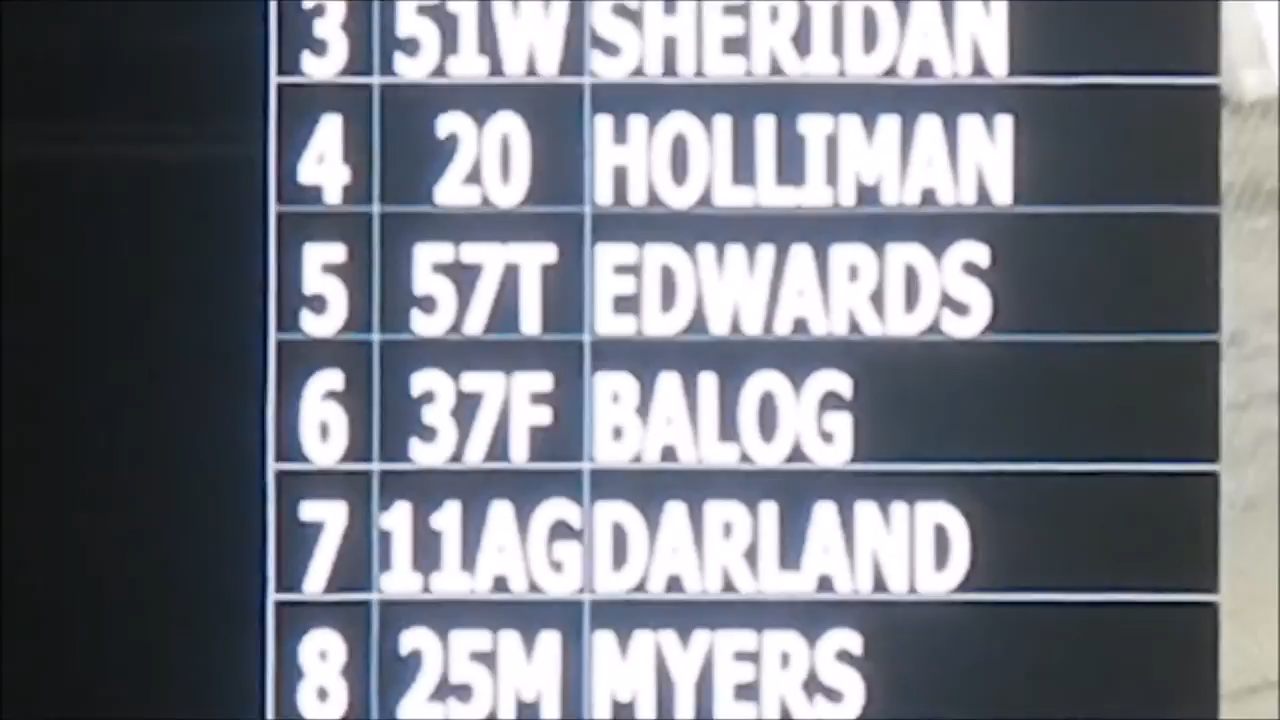 3 51W SHERIDAN
4 20 HOLLIMAN
5 57T EDWARDS
6 37F BALOG
7 11AG DARLAND
8 25M MYERS